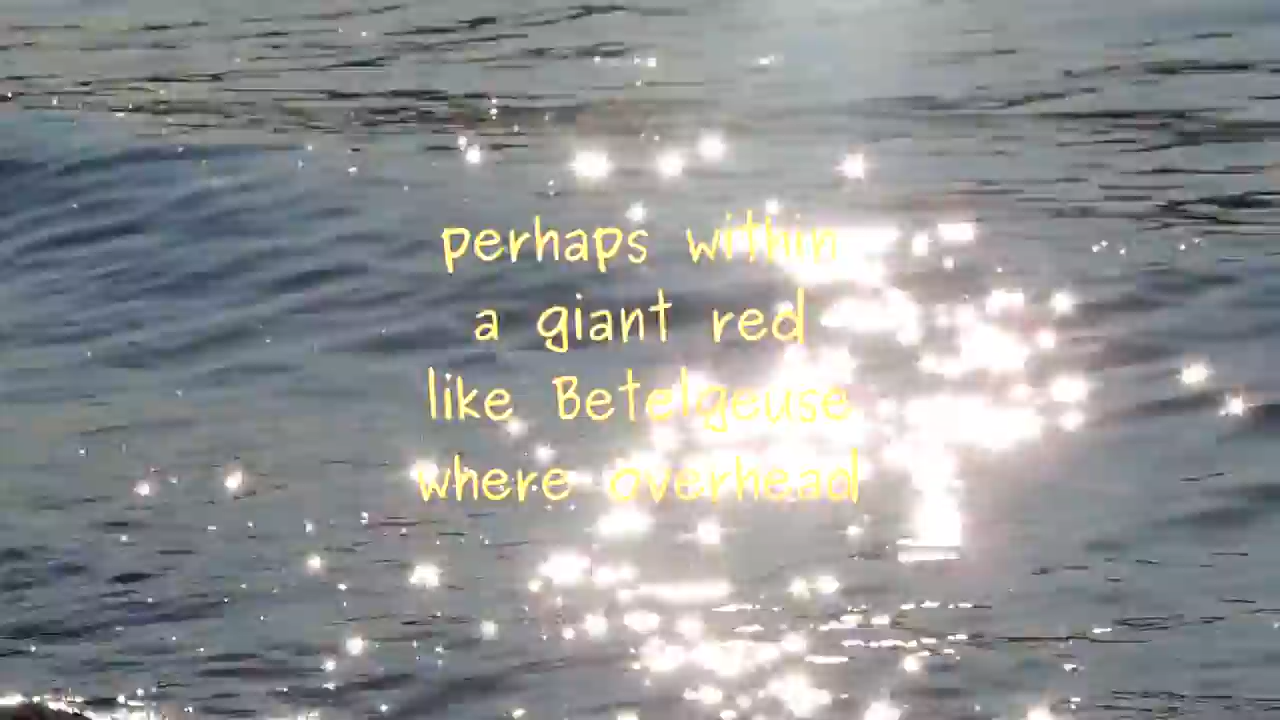 perhaps within
a giant red
like Betelgeuse
where overhead